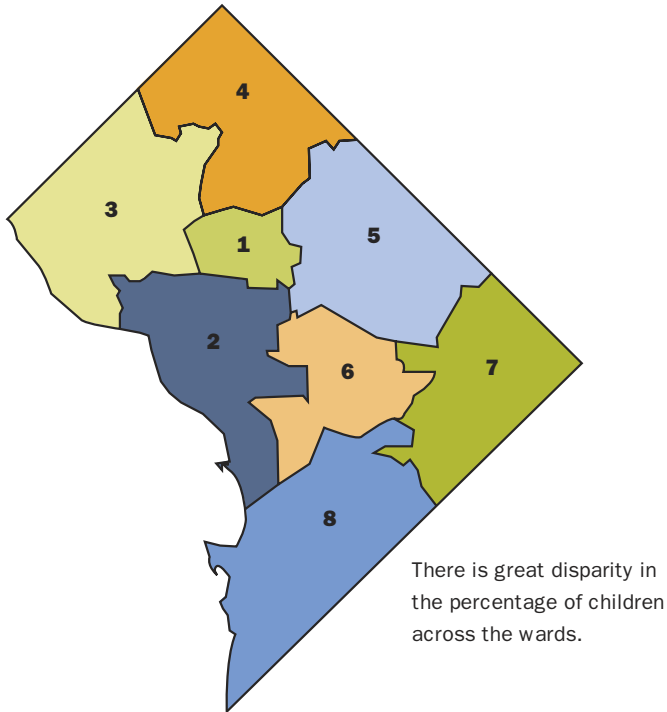 4
3
5
1
2
6
7
8
There is great disparity in
the percentage of children
across the wards.